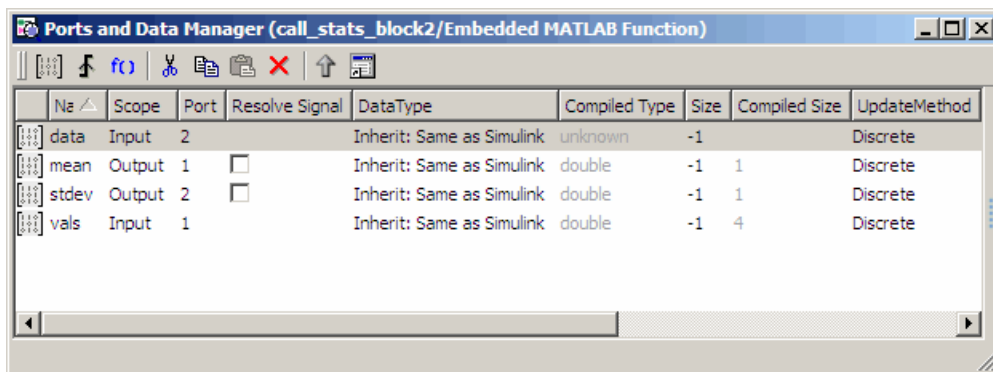 Ports and Data Manager (call_stats_block2/Embedded MATLAB Function)
f()
Na Scope Port Resolve Signal DataType Compiled Type Size Compiled Size UpdateMethod
data Input 2 Inherit: Same as Simulink unknown -1 Discrete
mean Output 1 Inherit: Same as Simulink double -1 1 Discrete
stdev Output 2 Inherit: Same as Simulink double -1 1 Discrete
vals Input 1 Inherit: Same as Simulink double -1 4 Discrete